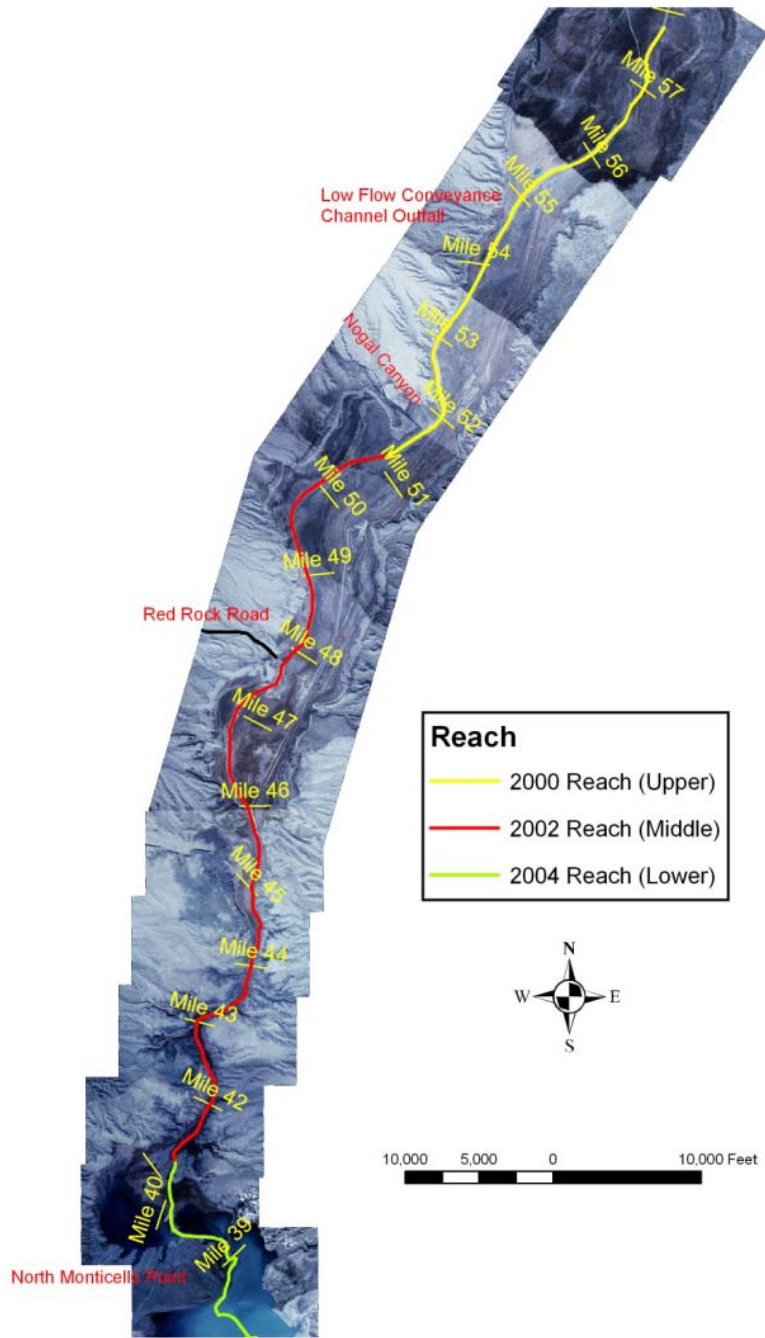 Mile 57
Mile 56
Mile 55
Low Flow Conveyance
Channel Outfall
Mile 54
Mile 53
Nogal Canyon
Mile 52
Mile 51
Mile 50
Mile 49
Red Rock Road
Mile 48
Mile 47
Mile 46
Mile 45
Mile 44
Mile 43
Mile 42
Mile 40
Mile 39
North Monticello Point
Reach
2000 Reach (Upper)
2002 Reach (Middle)
2004 Reach (Lower)
N
W E
S
10,000 5,000 0 10,000 Feet